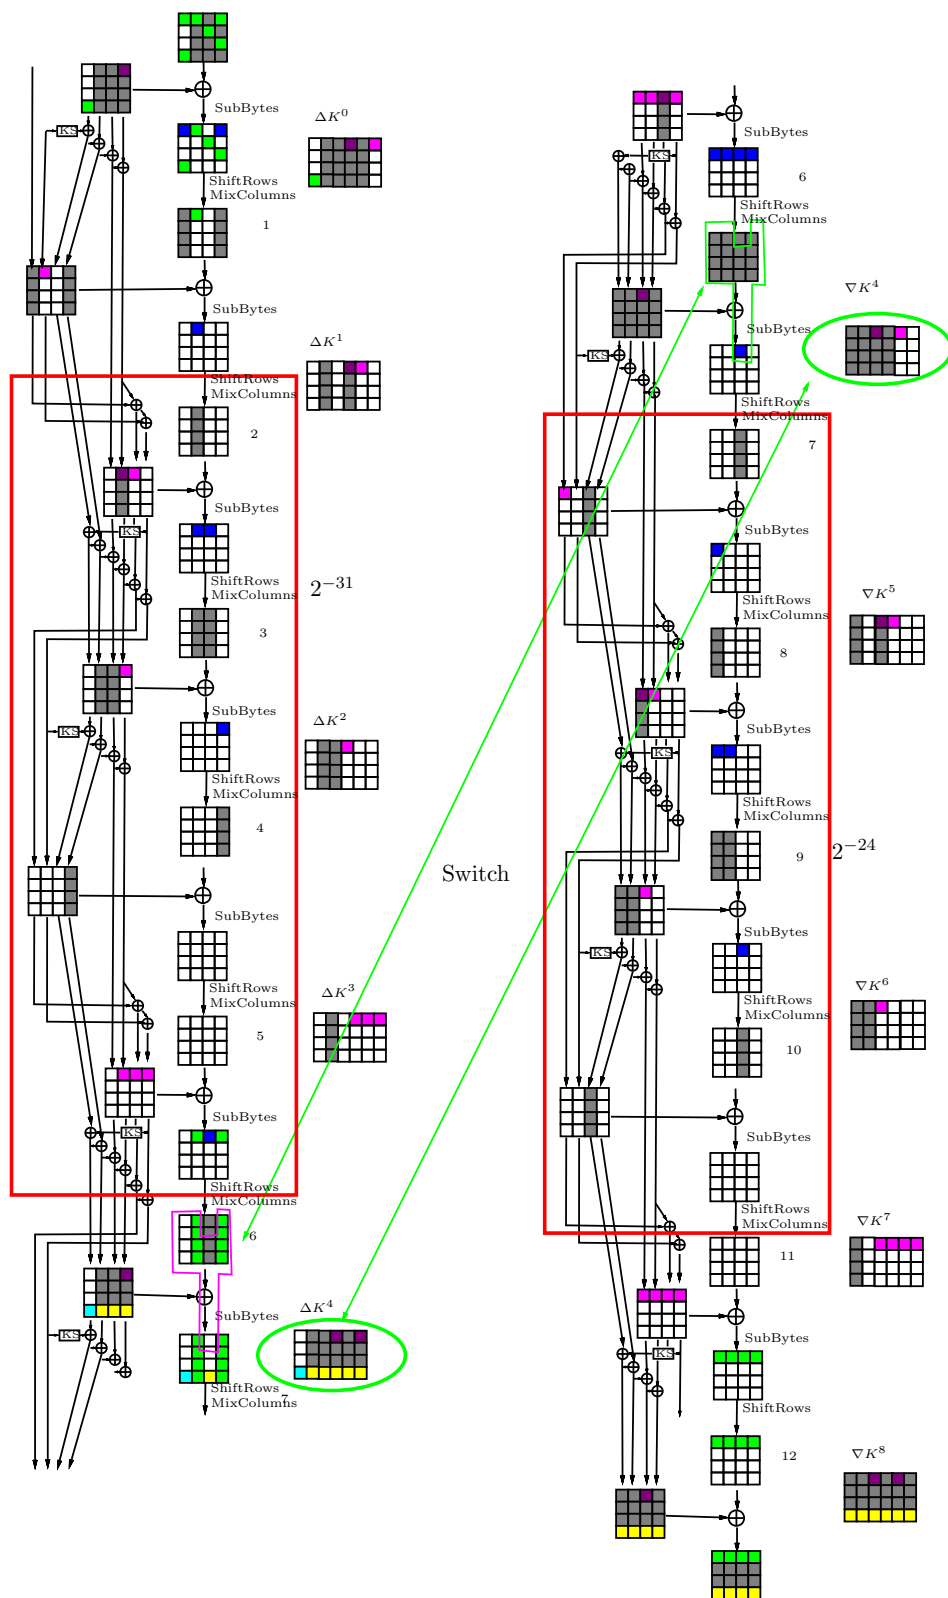 SubBytes
KS
ΔK^0
ShiftRows
MixColumns
1
SubBytes
ΔK^1
ShiftRows
MixColumns
2
SubBytes
KS
2^{-31}
ShiftRows
MixColumns
3
SubBytes
KS
ΔK^2
ShiftRows
MixColumns
4
SubBytes
ShiftRows
MixColumns
ΔK^3
5
SubBytes
KS
ShiftRows
MixColumns
6
SubBytes
KS
ΔK^4
ShiftRows
MixColumns
7
Switch
SubBytes
KS
6
ShiftRows
MixColumns
∇K^4
SubBytes
KS
ShiftRows
MixColumns
7
SubBytes
∇K^5
ShiftRows
MixColumns
8
SubBytes
KS
ShiftRows
MixColumns
9
2^{-24}
SubBytes
KS
∇K^6
ShiftRows
MixColumns
10
SubBytes
ShiftRows
MixColumns
∇K^7
11
SubBytes
KS
ShiftRows
12
∇K^8